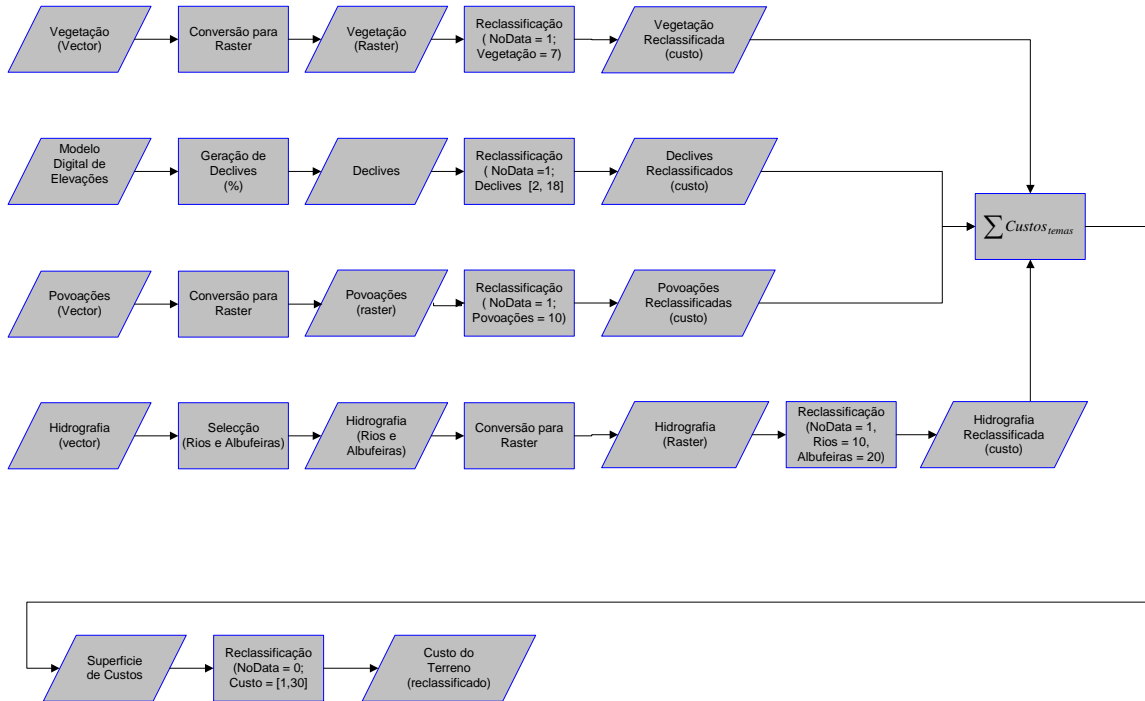 Vegetação
(Vector)
Conversão para
Raster
Vegetação
(Raster)
Reclassificação
( NoData = 1;
Vegetação = 7)
Vegetação
Reclassificada
(custo)
Modelo
Digital de
Elevações
Geração de
Declives
(%)
Declives
Reclassificação
( NoData =1;
Declives [2, 18]
Declives
Reclassificados
(custo)
∑ Custos temas
Povoações
(Vector)
Conversão para
Raster
Povoações
(raster)
Reclassificação
( NoData = 1;
Povoações = 10)
Povoações
Reclassificadas
(custo)
Hidrografia
(vector)
Selecção
(Rios e Albufeiras)
Hidrografia
(Rios e
Albufeiras)
Conversão para
Raster
Hidrografia
(Raster)
Reclassificação
(NoData = 1,
Rios = 10,
Albufeiras = 20)
Hidrografia
Reclassificada
(custo)
Superficie
de Custos
Reclassificação
(NoData = 0;
Custo = [1,30]
Custo do
Terreno
(reclassificado)